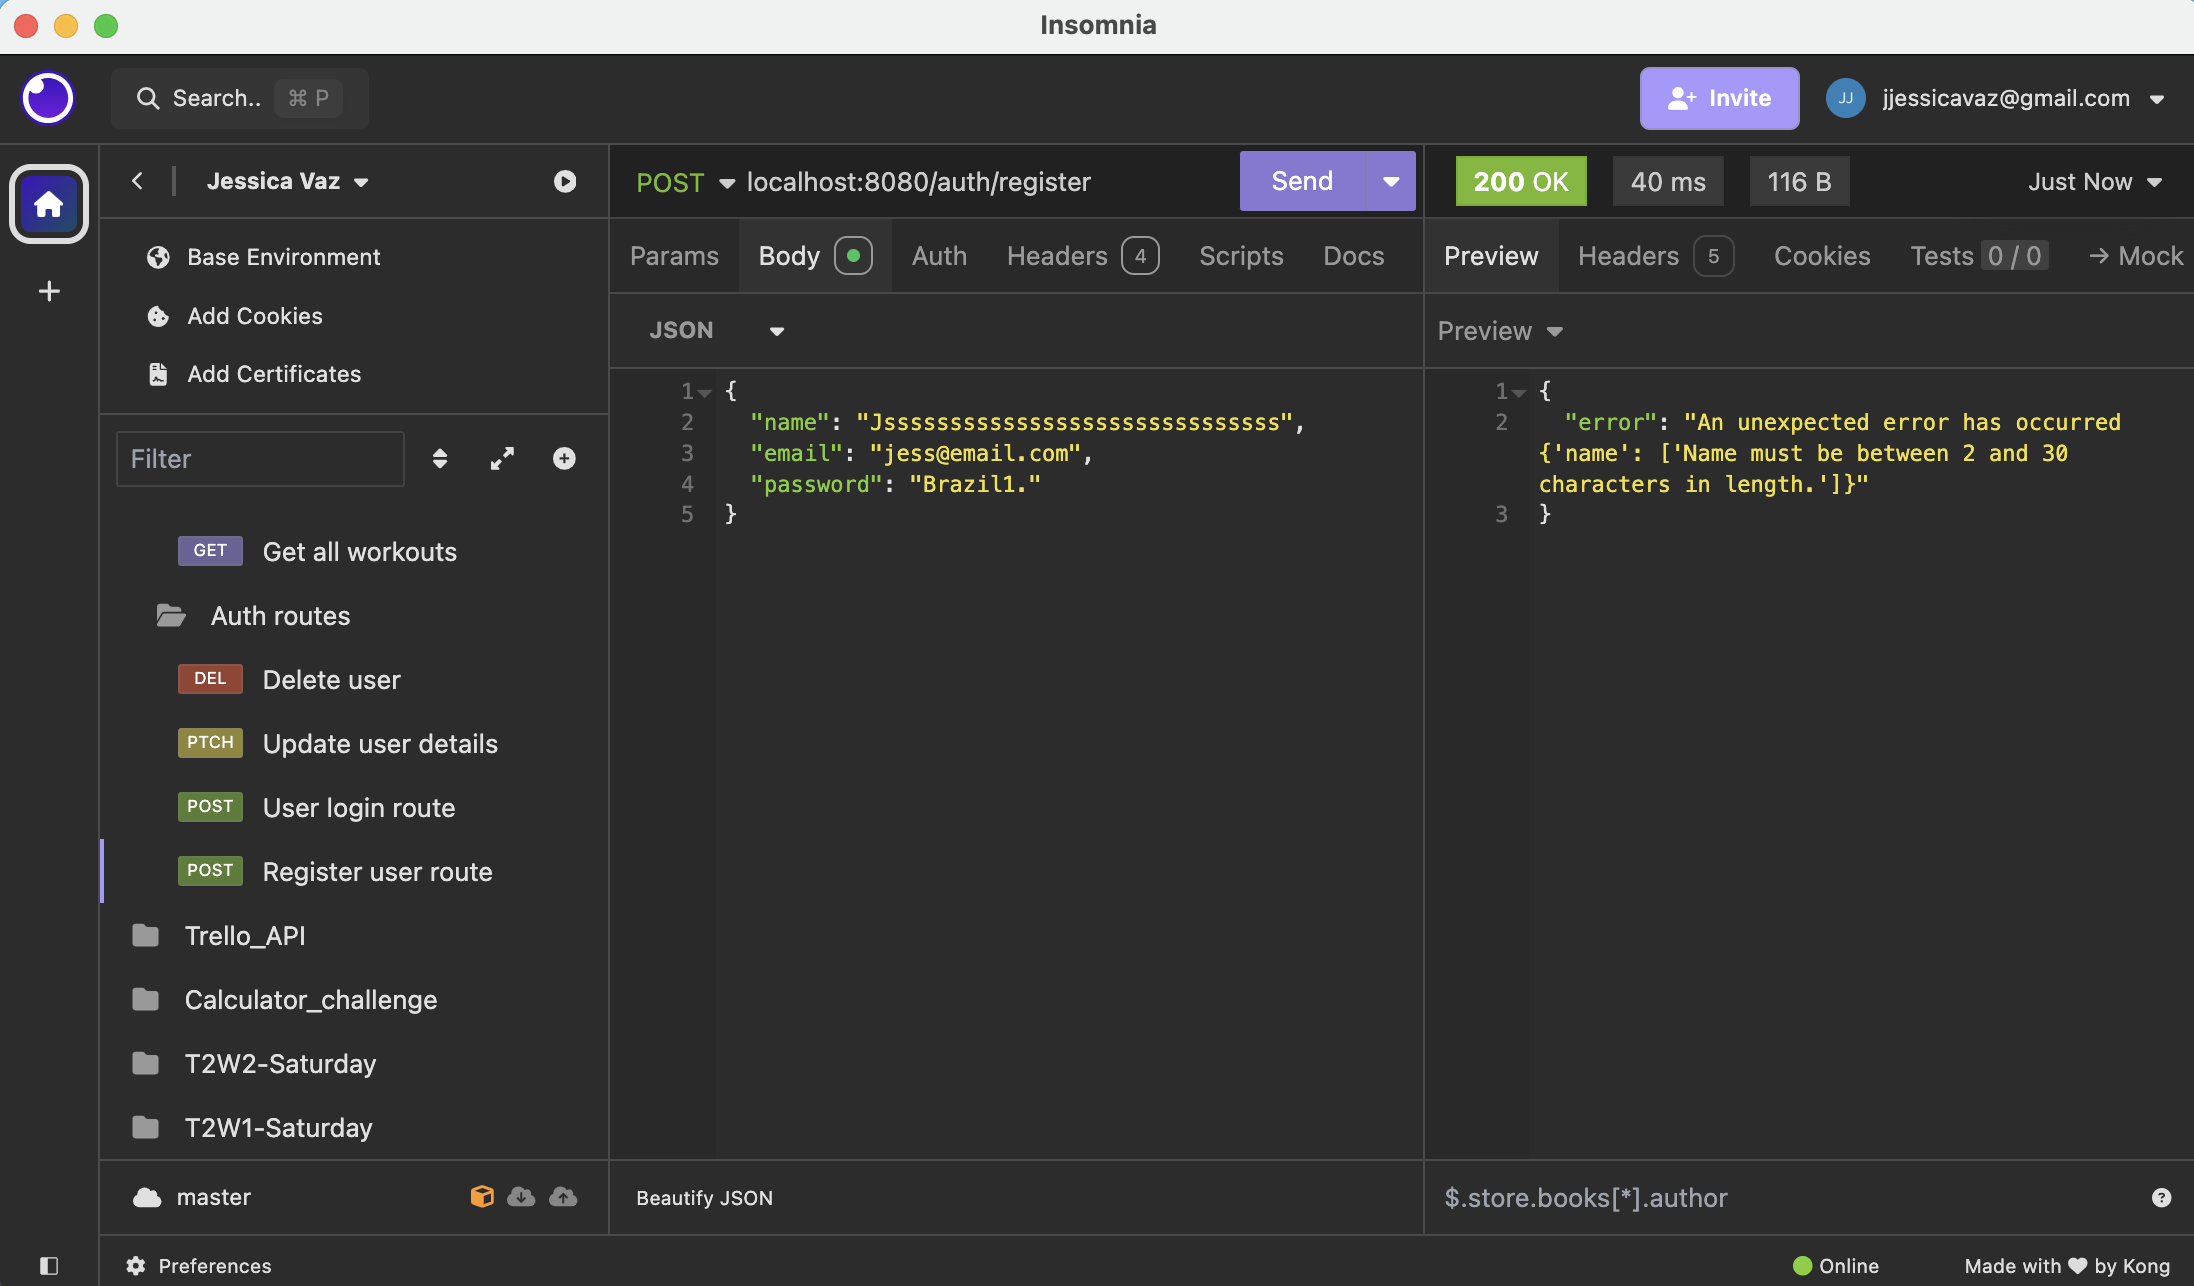 Insomnia
Search.. ⌘ P
Invite
JJ jjessicavaz@gmail.com
Jessica Vaz
POST localhost:8080/auth/register
Send
200 OK 40 ms 116 B
Just Now
Base Environment
Add Cookies
Add Certificates
Filter
GET Get all workouts
Auth routes
DEL Delete user
PTCH Update user details
POST User login route
POST Register user route
Trello_API
Calculator_challenge
T2W2-Saturday
T2W1-Saturday
master
Params Body Auth Headers 4 Scripts Docs
JSON
1 {
2 "name": "Jssssssssssssssssssssssssssssss",
3 "email": "jess@email.com",
4 "password": "Brazil1."
5 }
Beautify JSON
Preview Headers 5 Cookies Tests 0 / 0 → Mock
Preview
1 {
2 "error": "An unexpected error has occurred
{'name': ['Name must be between 2 and 30
characters in length.']}"
3 }
$.store.books[*].author
?
Preferences
Online
Made with ♥ by Kong